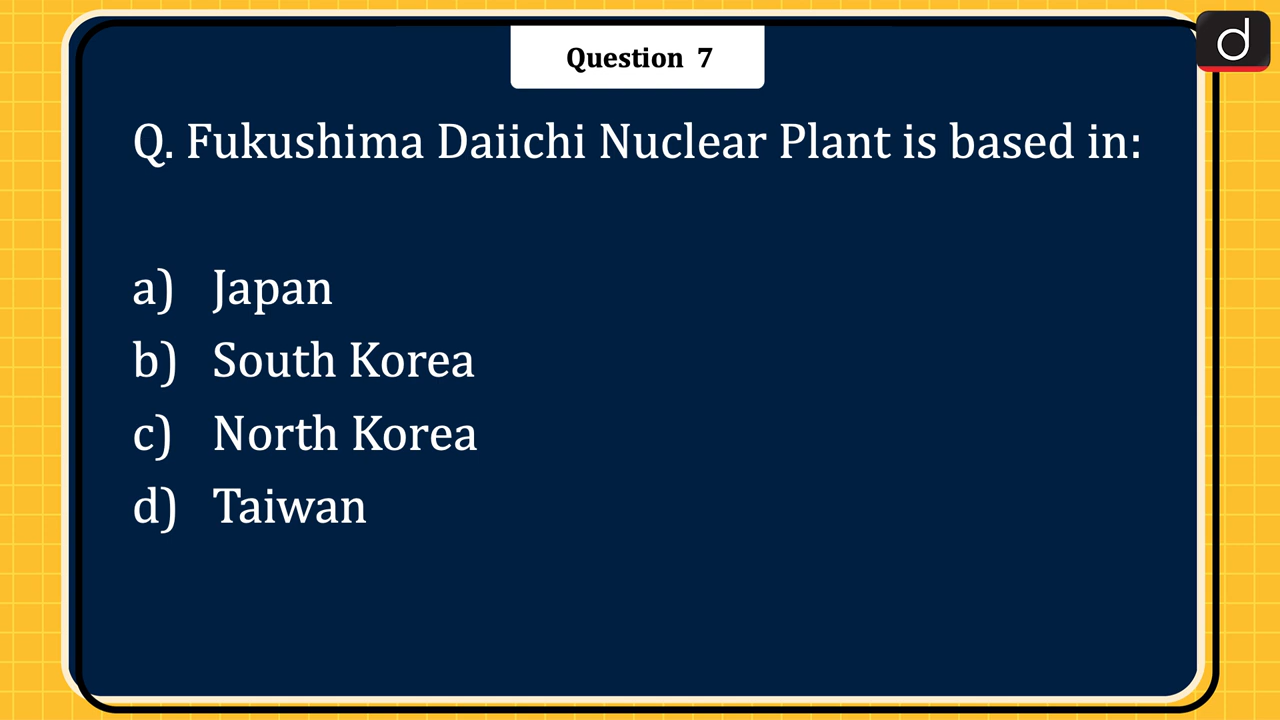 Question 7
d
Q. Fukushima Daiichi Nuclear Plant is based in:
a) Japan
b) South Korea
c) North Korea
d) Taiwan